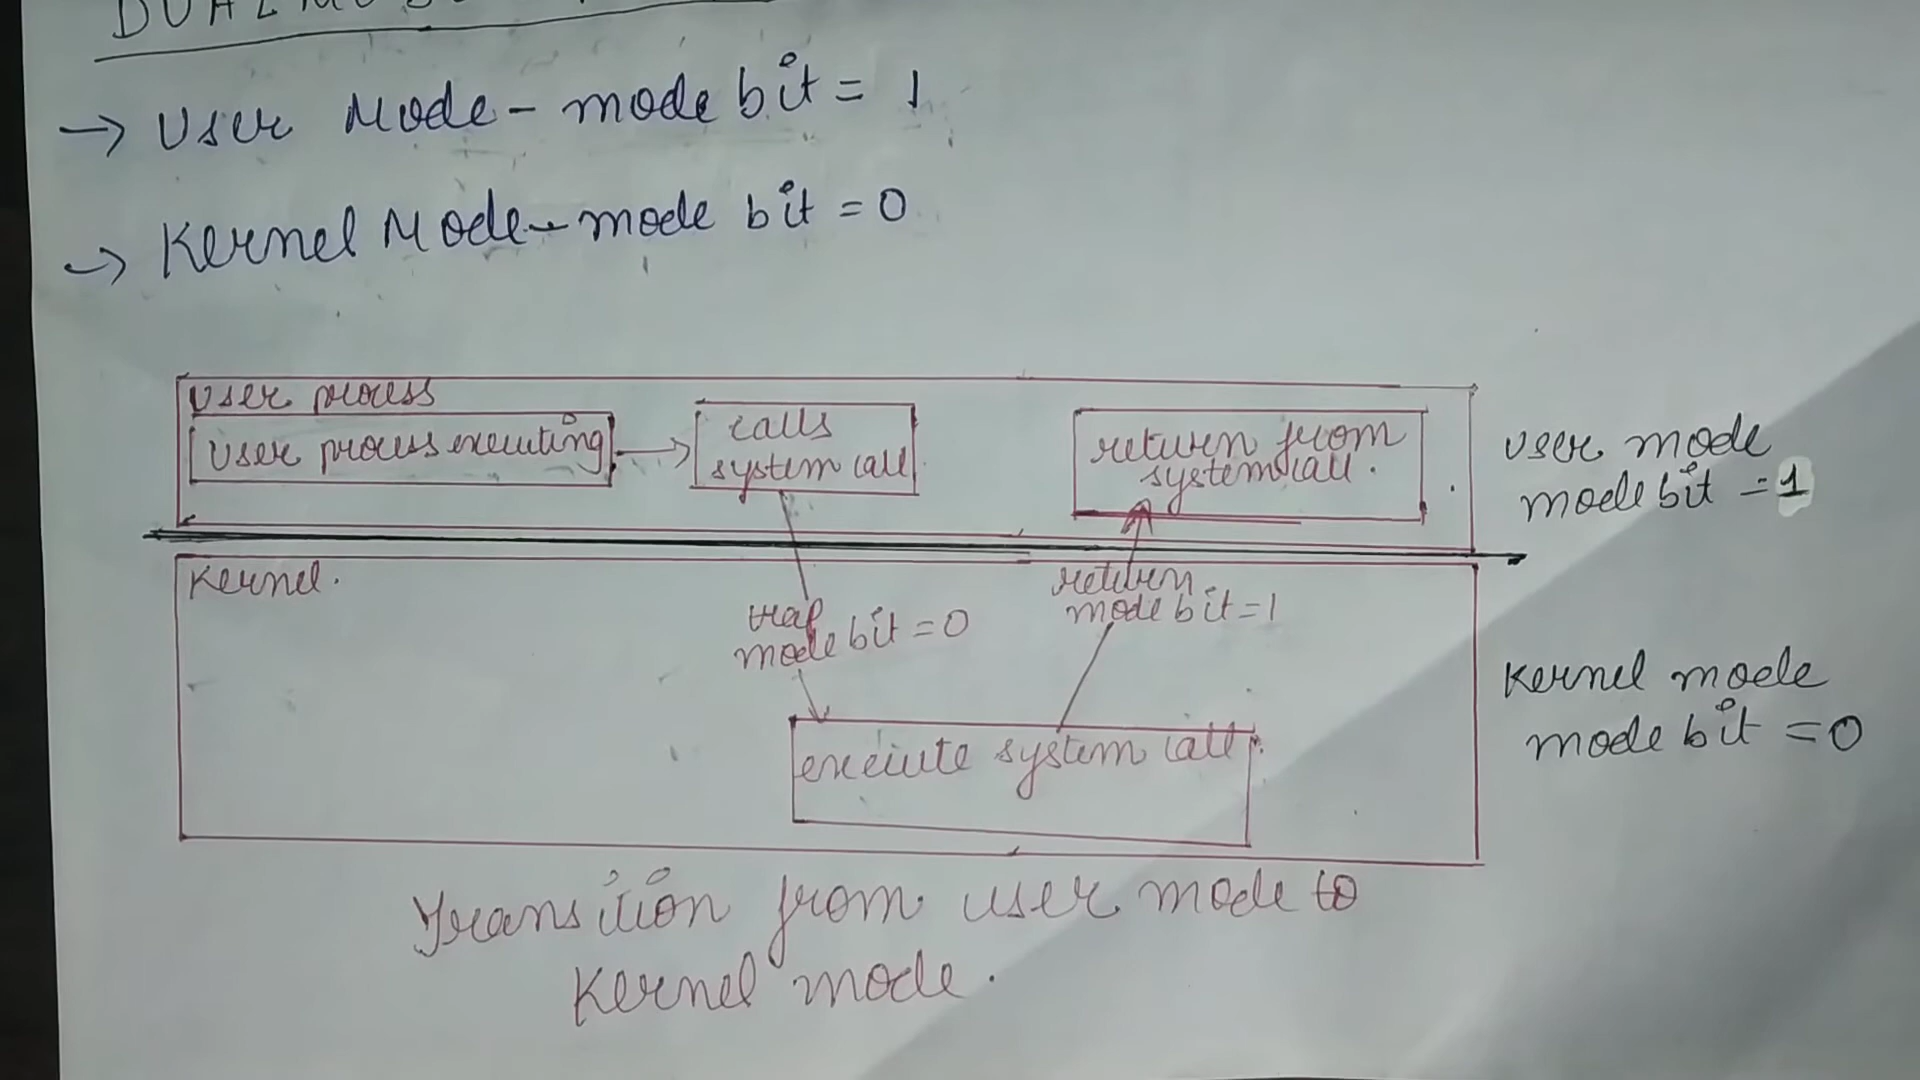 → User Mode - mode bit = 1
→ Kernel Mode - mode bit = 0
User process
User process executing
calls
system call
return from
system call.
user mode
mode bit = 1
Kernel.
trap
mode bit = 0
return
mode bit = 1
execute system call.
Kernel mode
mode bit = 0
Transition from user mode to
Kernel mode.